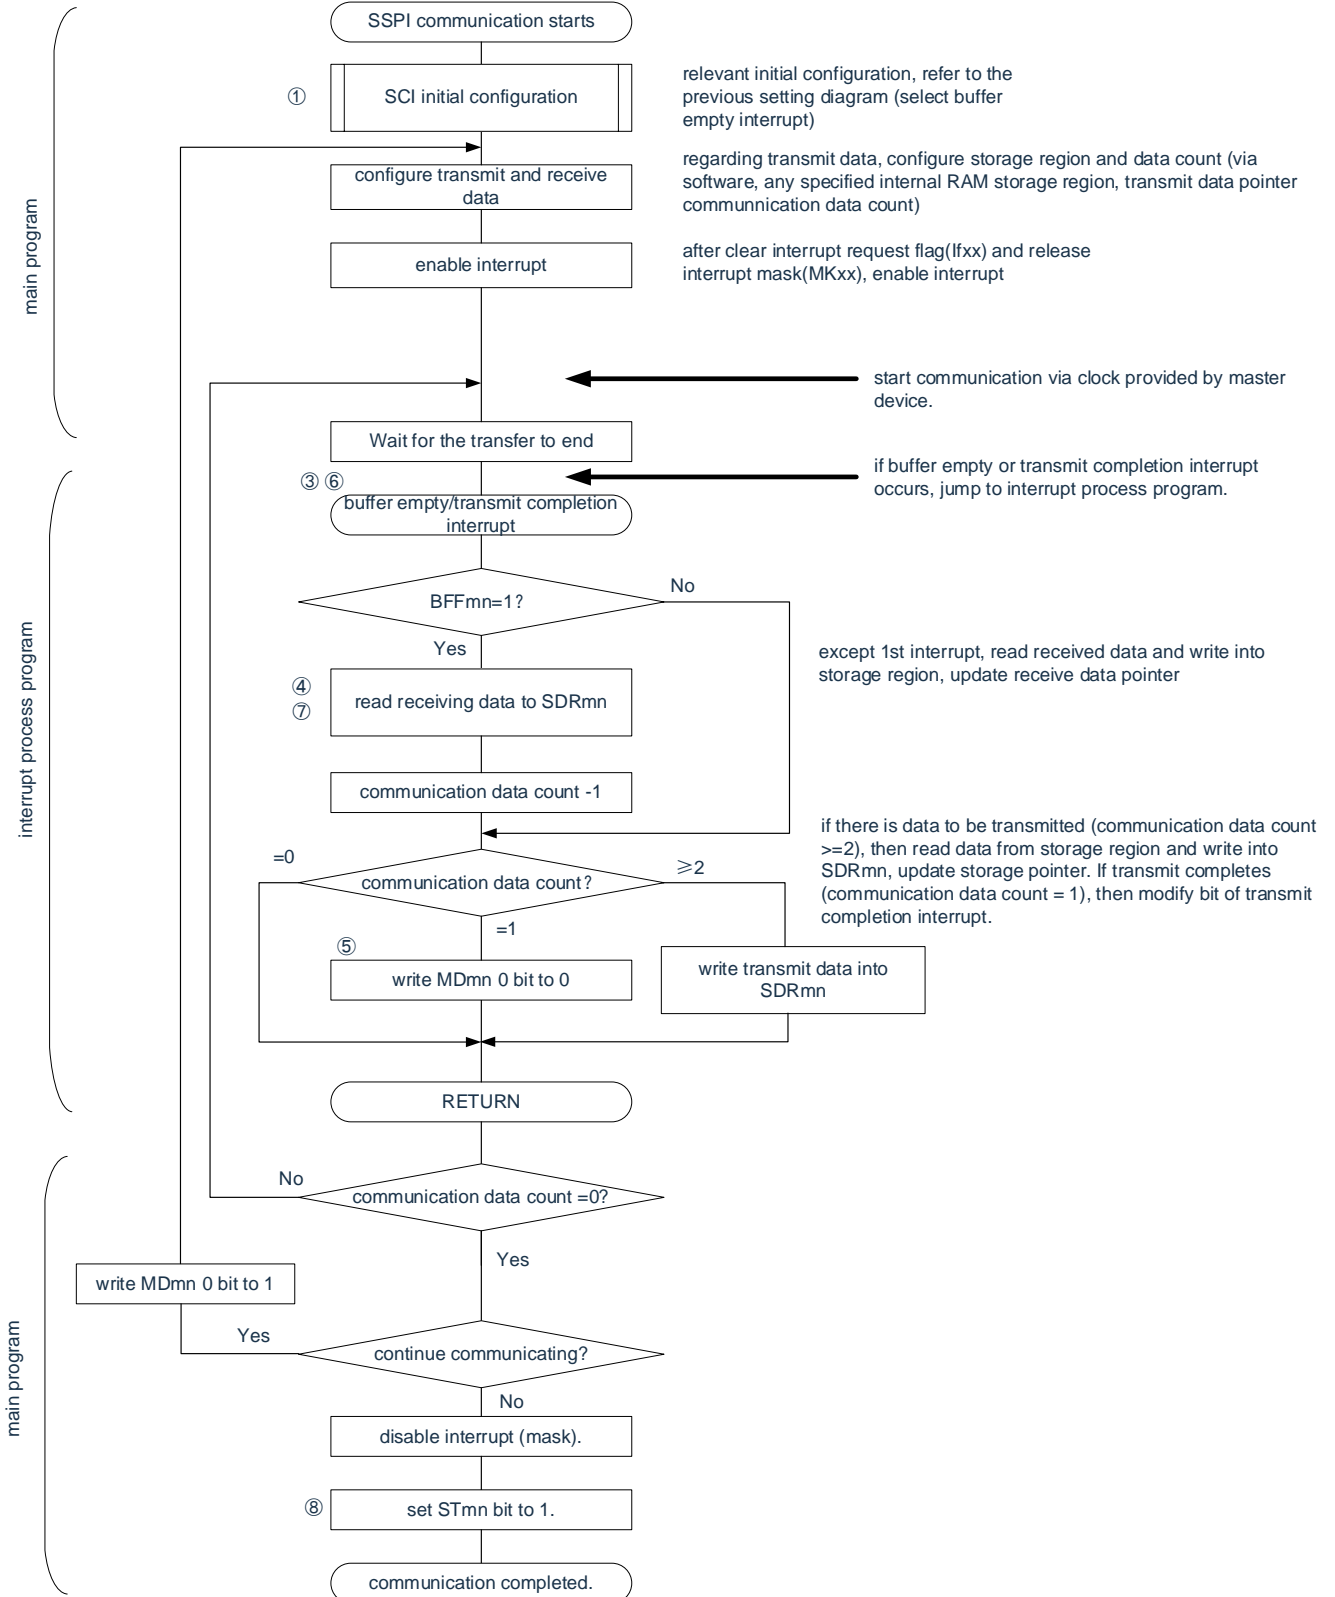 SSPI communication starts
①
SCI initial configuration
relevant initial configuration, refer to the
previous setting diagram (select buffer
empty interrupt)
configure transmit and receive
data
regarding transmit data, configure storage region and data count (via
software, any specified internal RAM storage region, transmit data pointer
communnication data count)
main program
enable interrupt
after clear interrupt request flag(Ifxx) and release
interrupt mask(MKxx), enable interrupt
start communication via clock provided by master
device.
Wait for the transfer to end
if buffer empty or transmit completion interrupt
occurs, jump to interrupt process program.
③ ⑥
buffer empty/transmit completion
interrupt
BFFmn=1?
No
Yes
except 1st interrupt, read received data and write into
storage region, update receive data pointer
④
⑦
read receiving data to SDRmn
interrupt process program
communication data count -1
if there is data to be transmitted (communication data count
>=2), then read data from storage region and write into
SDRmn, update storage pointer. If transmit completes
(communication data count = 1), then modify bit of transmit
completion interrupt.
=0
communication data count?
≥2
=1
⑤
write MDmn 0 bit to 0
write transmit data into
SDRmn
RETURN
No
communication data count =0?
Yes
write MDmn 0 bit to 1
Yes
continue communicating?
No
main program
disable interrupt (mask).
⑧
set STmn bit to 1.
communication completed.